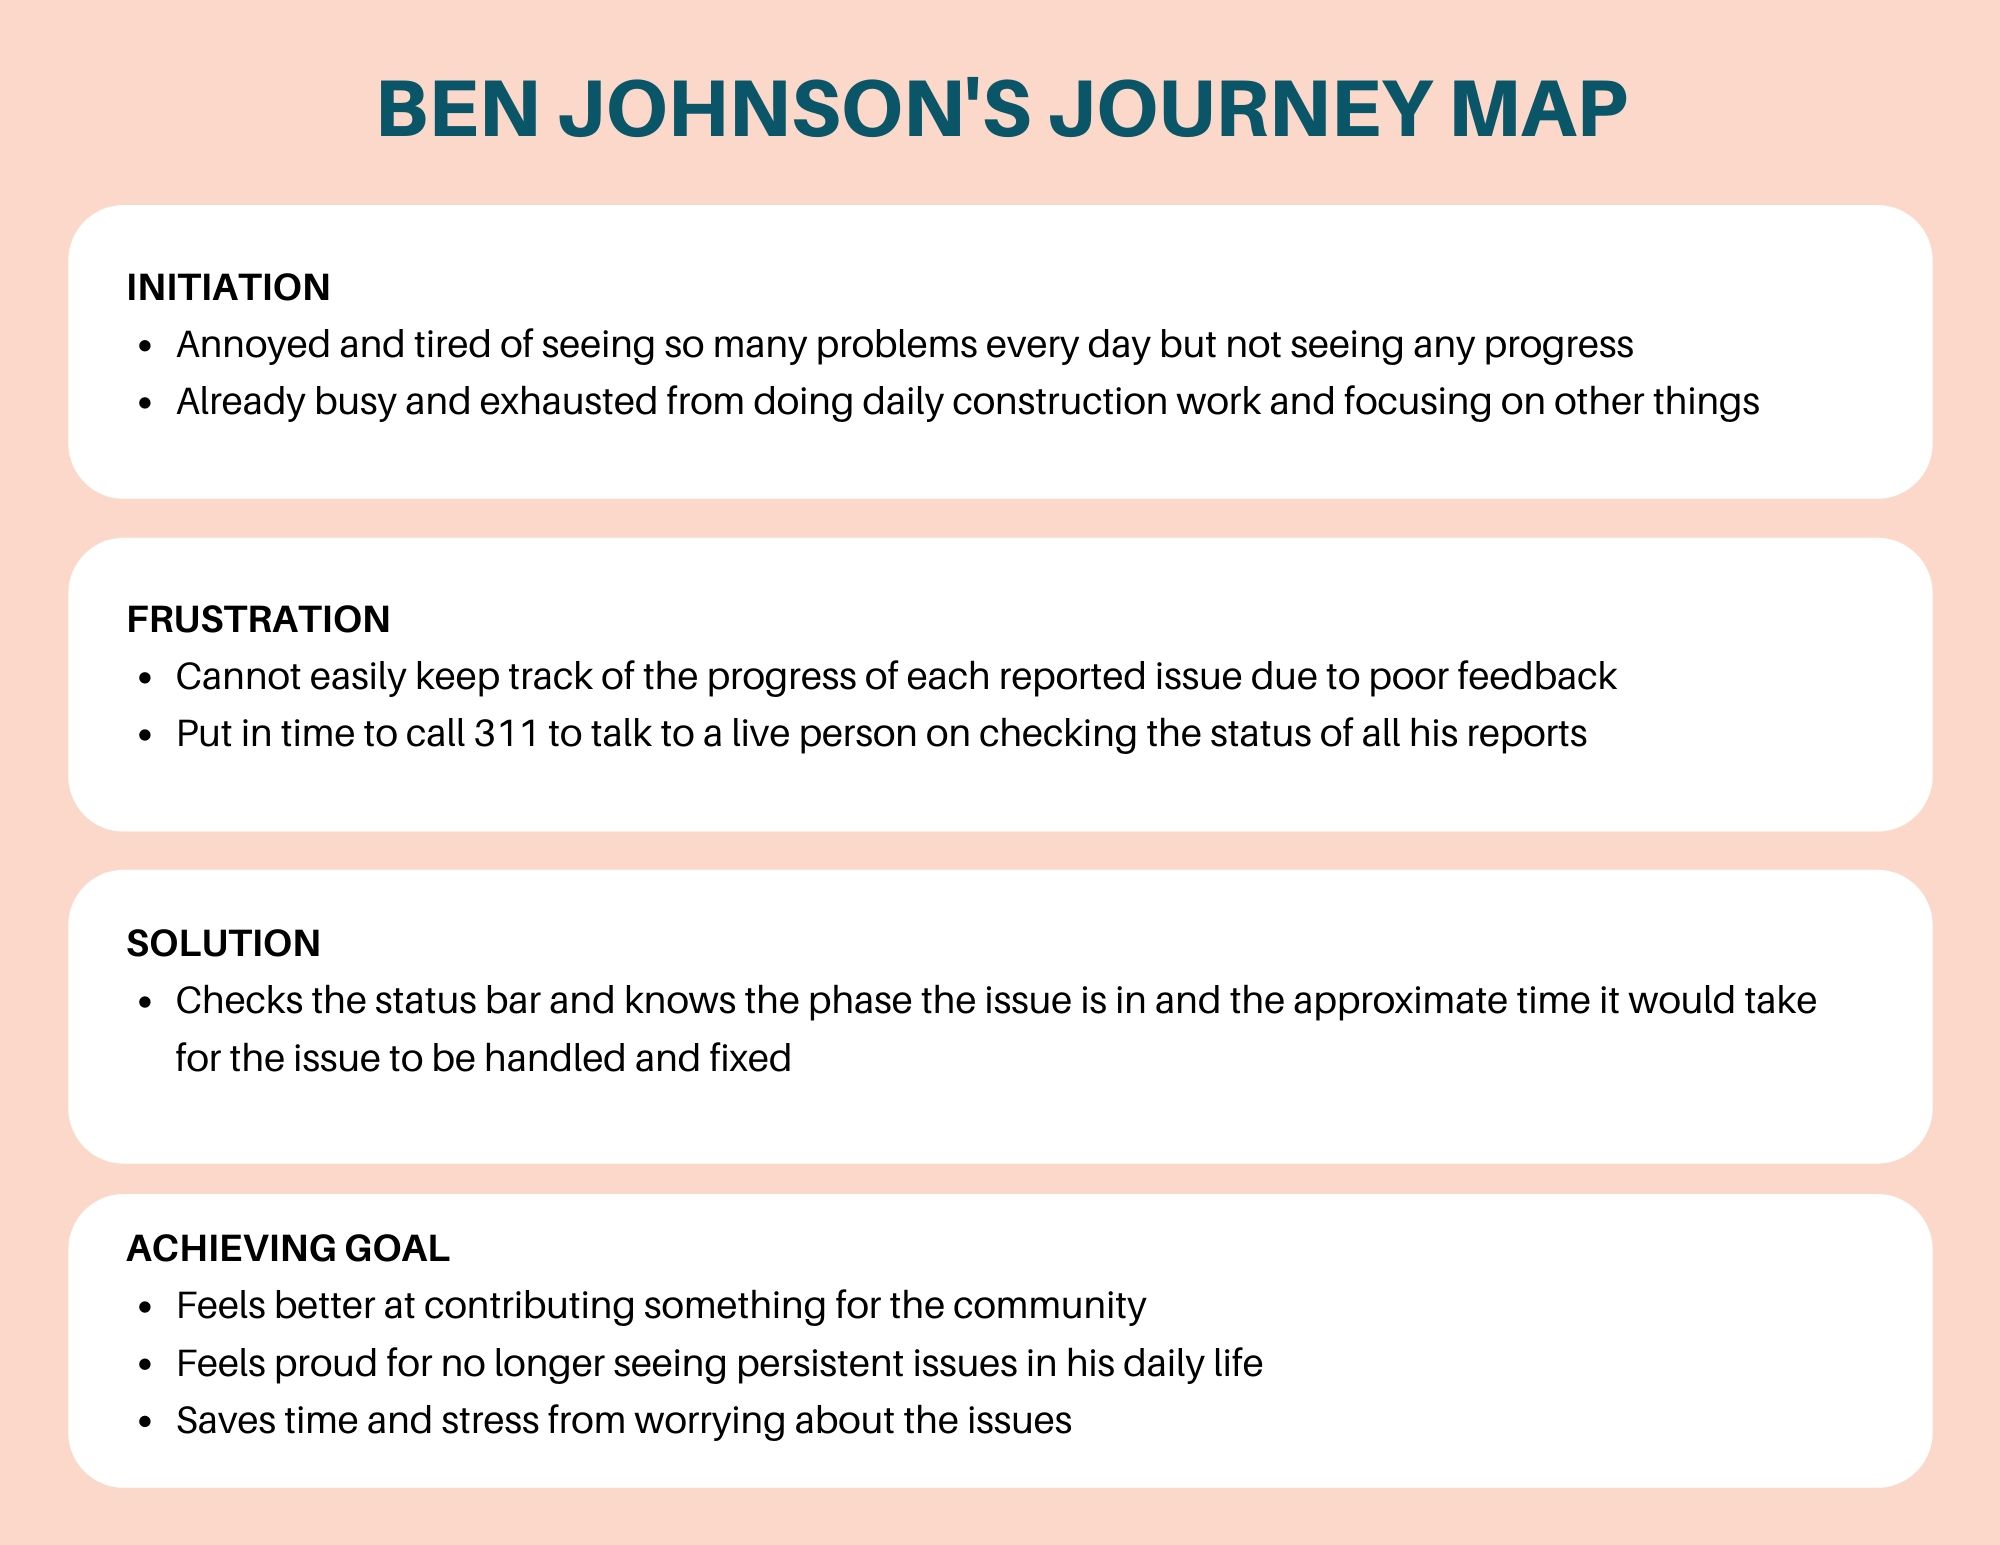 BEN JOHNSON'S JOURNEY MAP
INITIATION
• Annoyed and tired of seeing so many problems every day but not seeing any progress
• Already busy and exhausted from doing daily construction work and focusing on other things
FRUSTRATION
• Cannot easily keep track of the progress of each reported issue due to poor feedback
• Put in time to call 311 to talk to a live person on checking the status of all his reports
SOLUTION
• Checks the status bar and knows the phase the issue is in and the approximate time it would take
for the issue to be handled and fixed
ACHIEVING GOAL
• Feels better at contributing something for the community
• Feels proud for no longer seeing persistent issues in his daily life
• Saves time and stress from worrying about the issues